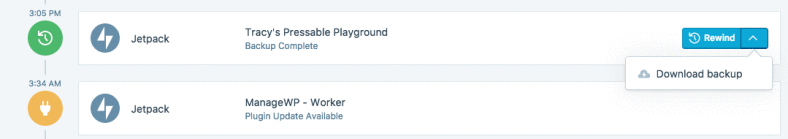 3:05 PM
Jetpack
Tracy's Pressable Playground
Backup Complete
Rewind
Download backup
3:34 AM
Jetpack
ManageWP - Worker
Plugin Update Available